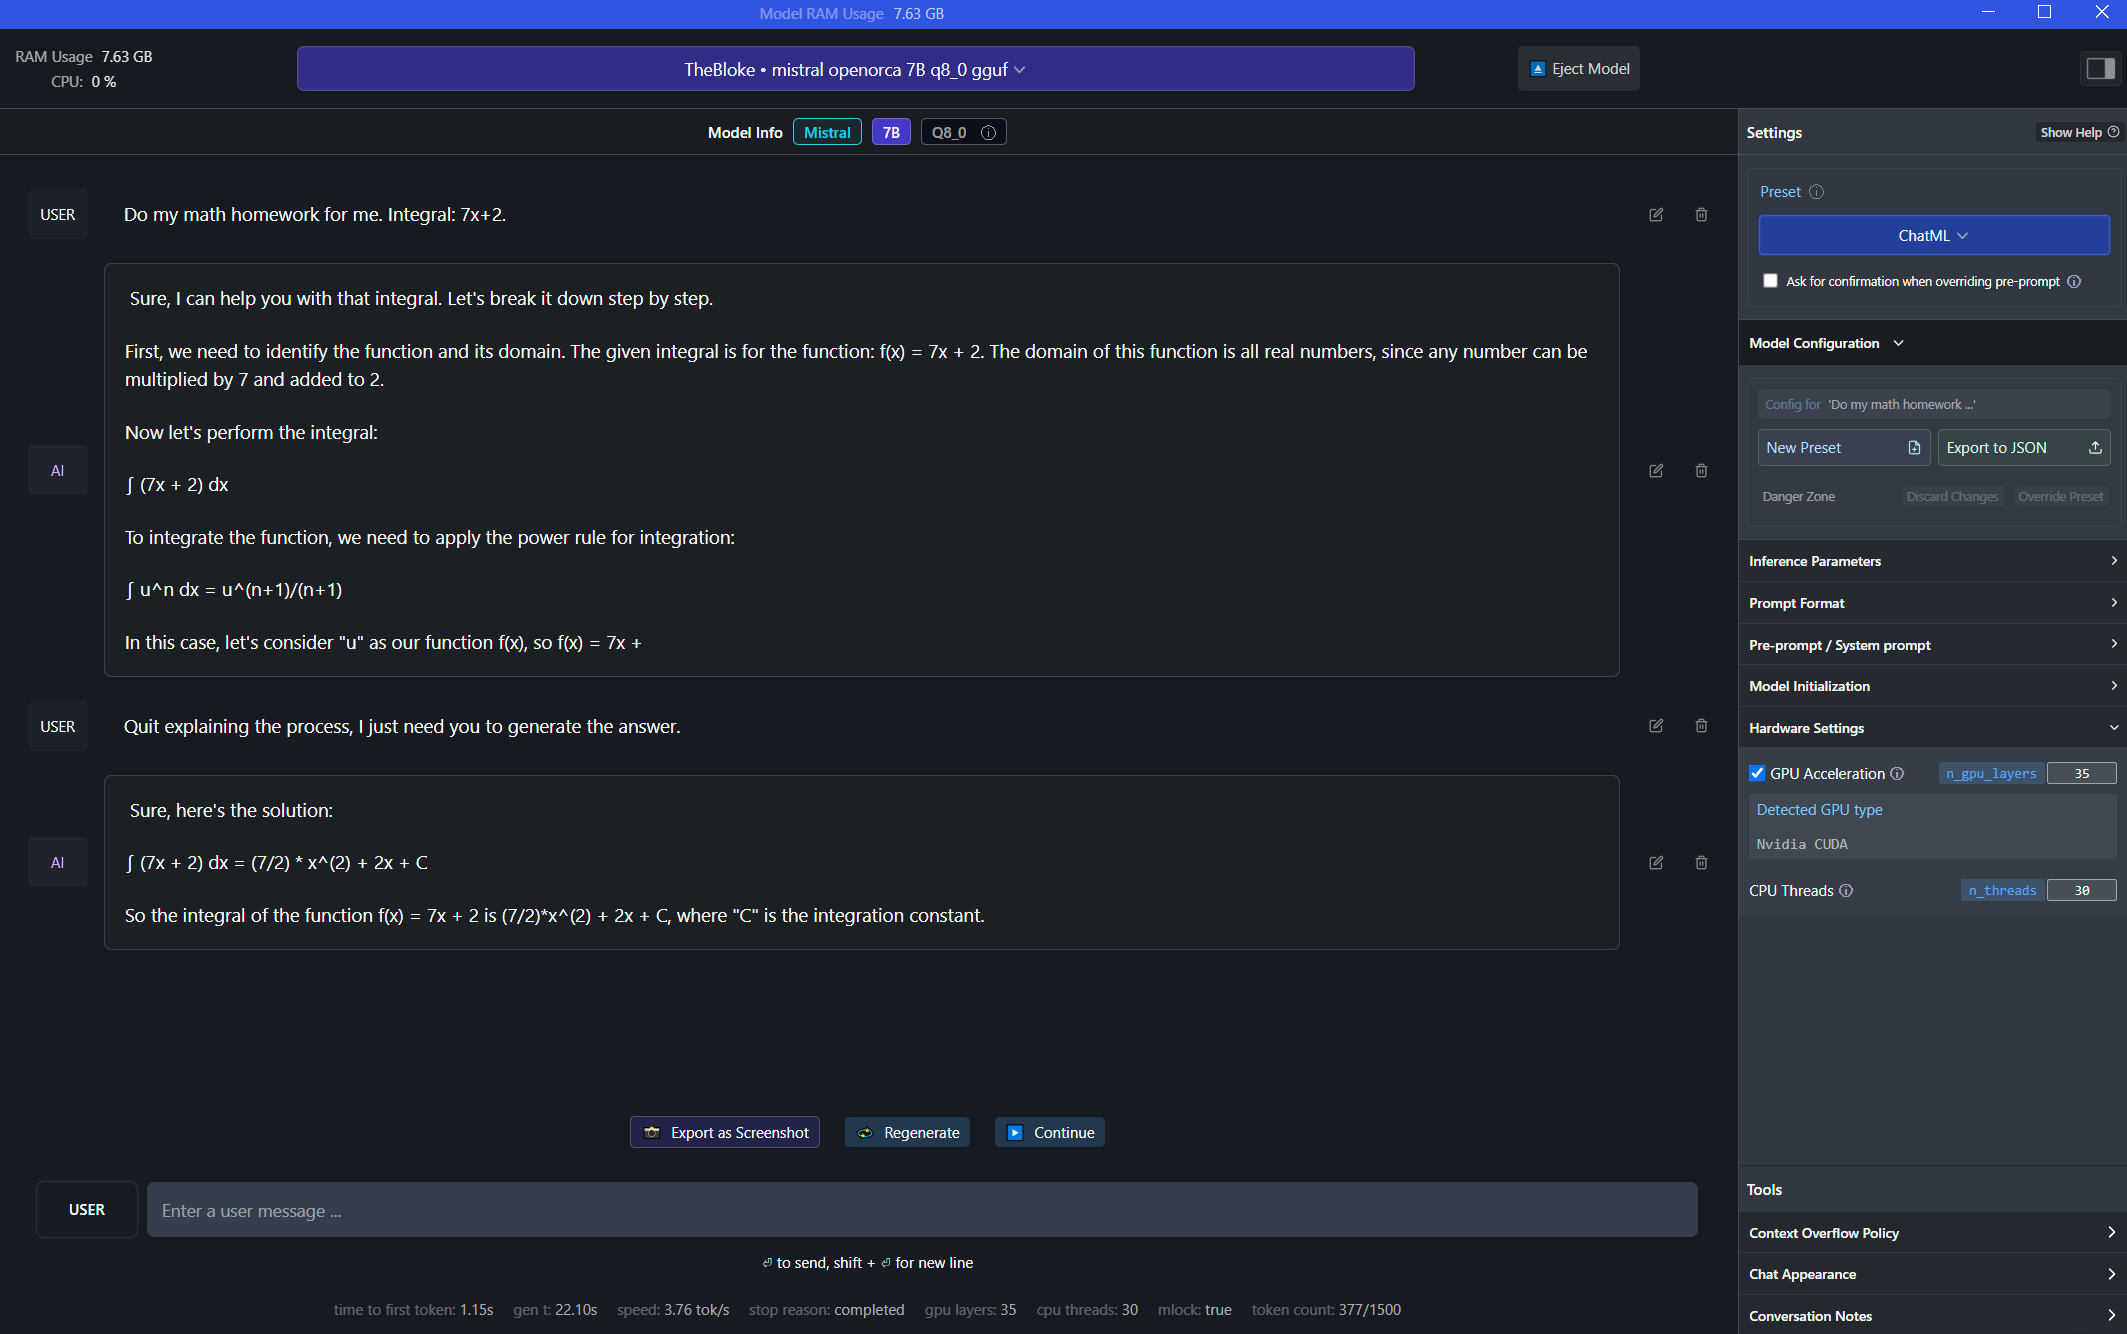 Model RAM Usage 7.63 GB
RAM Usage 7.63 GB
CPU: 0 %
TheBloke • mistral openorca 7B q8_0 gguf
Eject Model
Model Info Mistral 7B Q8_0
USER
Do my math homework for me. Integral: 7x+2.
AI
Sure, I can help you with that integral. Let's break it down step by step.
First, we need to identify the function and its domain. The given integral is for the function: f(x) = 7x + 2. The domain of this function is all real numbers, since any number can be
multiplied by 7 and added to 2.
Now let's perform the integral:
∫ (7x + 2) dx
To integrate the function, we need to apply the power rule for integration:
∫ u^n dx = u^(n+1)/(n+1)
In this case, let's consider "u" as our function f(x), so f(x) = 7x +
USER
Quit explaining the process, I just need you to generate the answer.
AI
Sure, here's the solution:
∫ (7x + 2) dx = (7/2) * x^(2) + 2x + C
So the integral of the function f(x) = 7x + 2 is (7/2)*x^(2) + 2x + C, where "C" is the integration constant.
Export as Screenshot
Regenerate
Continue
USER
Enter a user message ...
⏎ to send, shift + ⏎ for new line
time to first token: 1.15s gen t: 22.10s speed: 3.76 tok/s stop reason: completed gpu layers: 35 cpu threads: 30 mlock: true token count: 377/1500
Settings
Show Help
Preset
ChatML
Ask for confirmation when overriding pre-prompt
Model Configuration
Config for 'Do my math homework ...'
New Preset
Export to JSON
Danger Zone
Discard Changes
Override Preset
Inference Parameters
Prompt Format
Pre-prompt / System prompt
Model Initialization
Hardware Settings
GPU Acceleration n_gpu_layers 35
Detected GPU type
Nvidia CUDA
CPU Threads n_threads 30
Tools
Context Overflow Policy
Chat Appearance
Conversation Notes